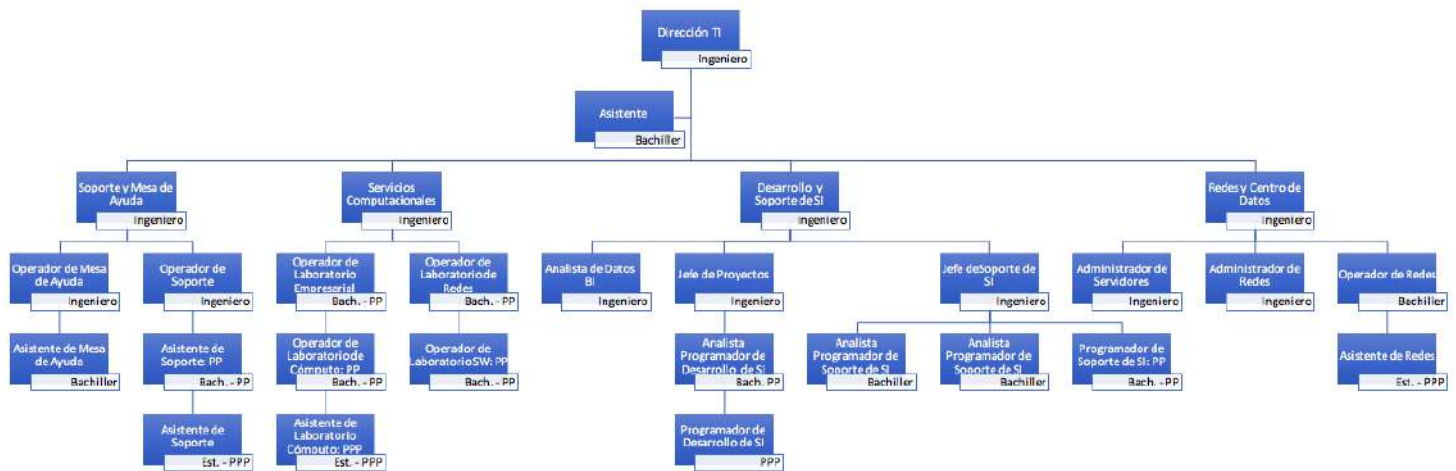 Dirección TI
Ingeniero
Asistente
Bachiller
Soporte y Mesa de
Ayuda
Ingeniero
Servicios
Computacionales
Ingeniero
Desarrollo y
Soporte de SI
Ingeniero
Redes y Centro de
Datos
Ingeniero
Operador de Mesa
de Ayuda
Ingeniero
Operador de
Soporte
Ingeniero
Operador de
Laboratorio
Empresarial
Bach. - PP
Operador de
Laboratorio de
Redes
Bach. - PP
Analista de Datos
BI
Ingeniero
Jefe de Proyectos
Ingeniero
Jefe de Soporte de
SI
Ingeniero
Administrador de
Servidores
Ingeniero
Administrador de
Redes
Ingeniero
Operador de Redes
Bachiller
Asistente de Mesa
de Ayuda
Bachiller
Asistente de
Soporte: PP
Bach. - PP
Operador de
Laboratorio de
Cómputo: PP
Bach. - PP
Operador de
Laboratorio SW: PP
Bach. - PP
Analista
Programador de
Desarrollo de SI
Bach. PP
Analista
Programador de
Soporte de SI
Bachiller
Analista
Programador de
Soporte de SI
Bachiller
Programador de
Soporte de SI: PP
Bach. - PP
Asistente de Redes
Est. - PPP
Asistente de
Soporte
Est. - PPP
Asistente de
Laboratorio
Cómputo: PPP
Est. - PPP
Programador de
Desarrollo de SI
PPP